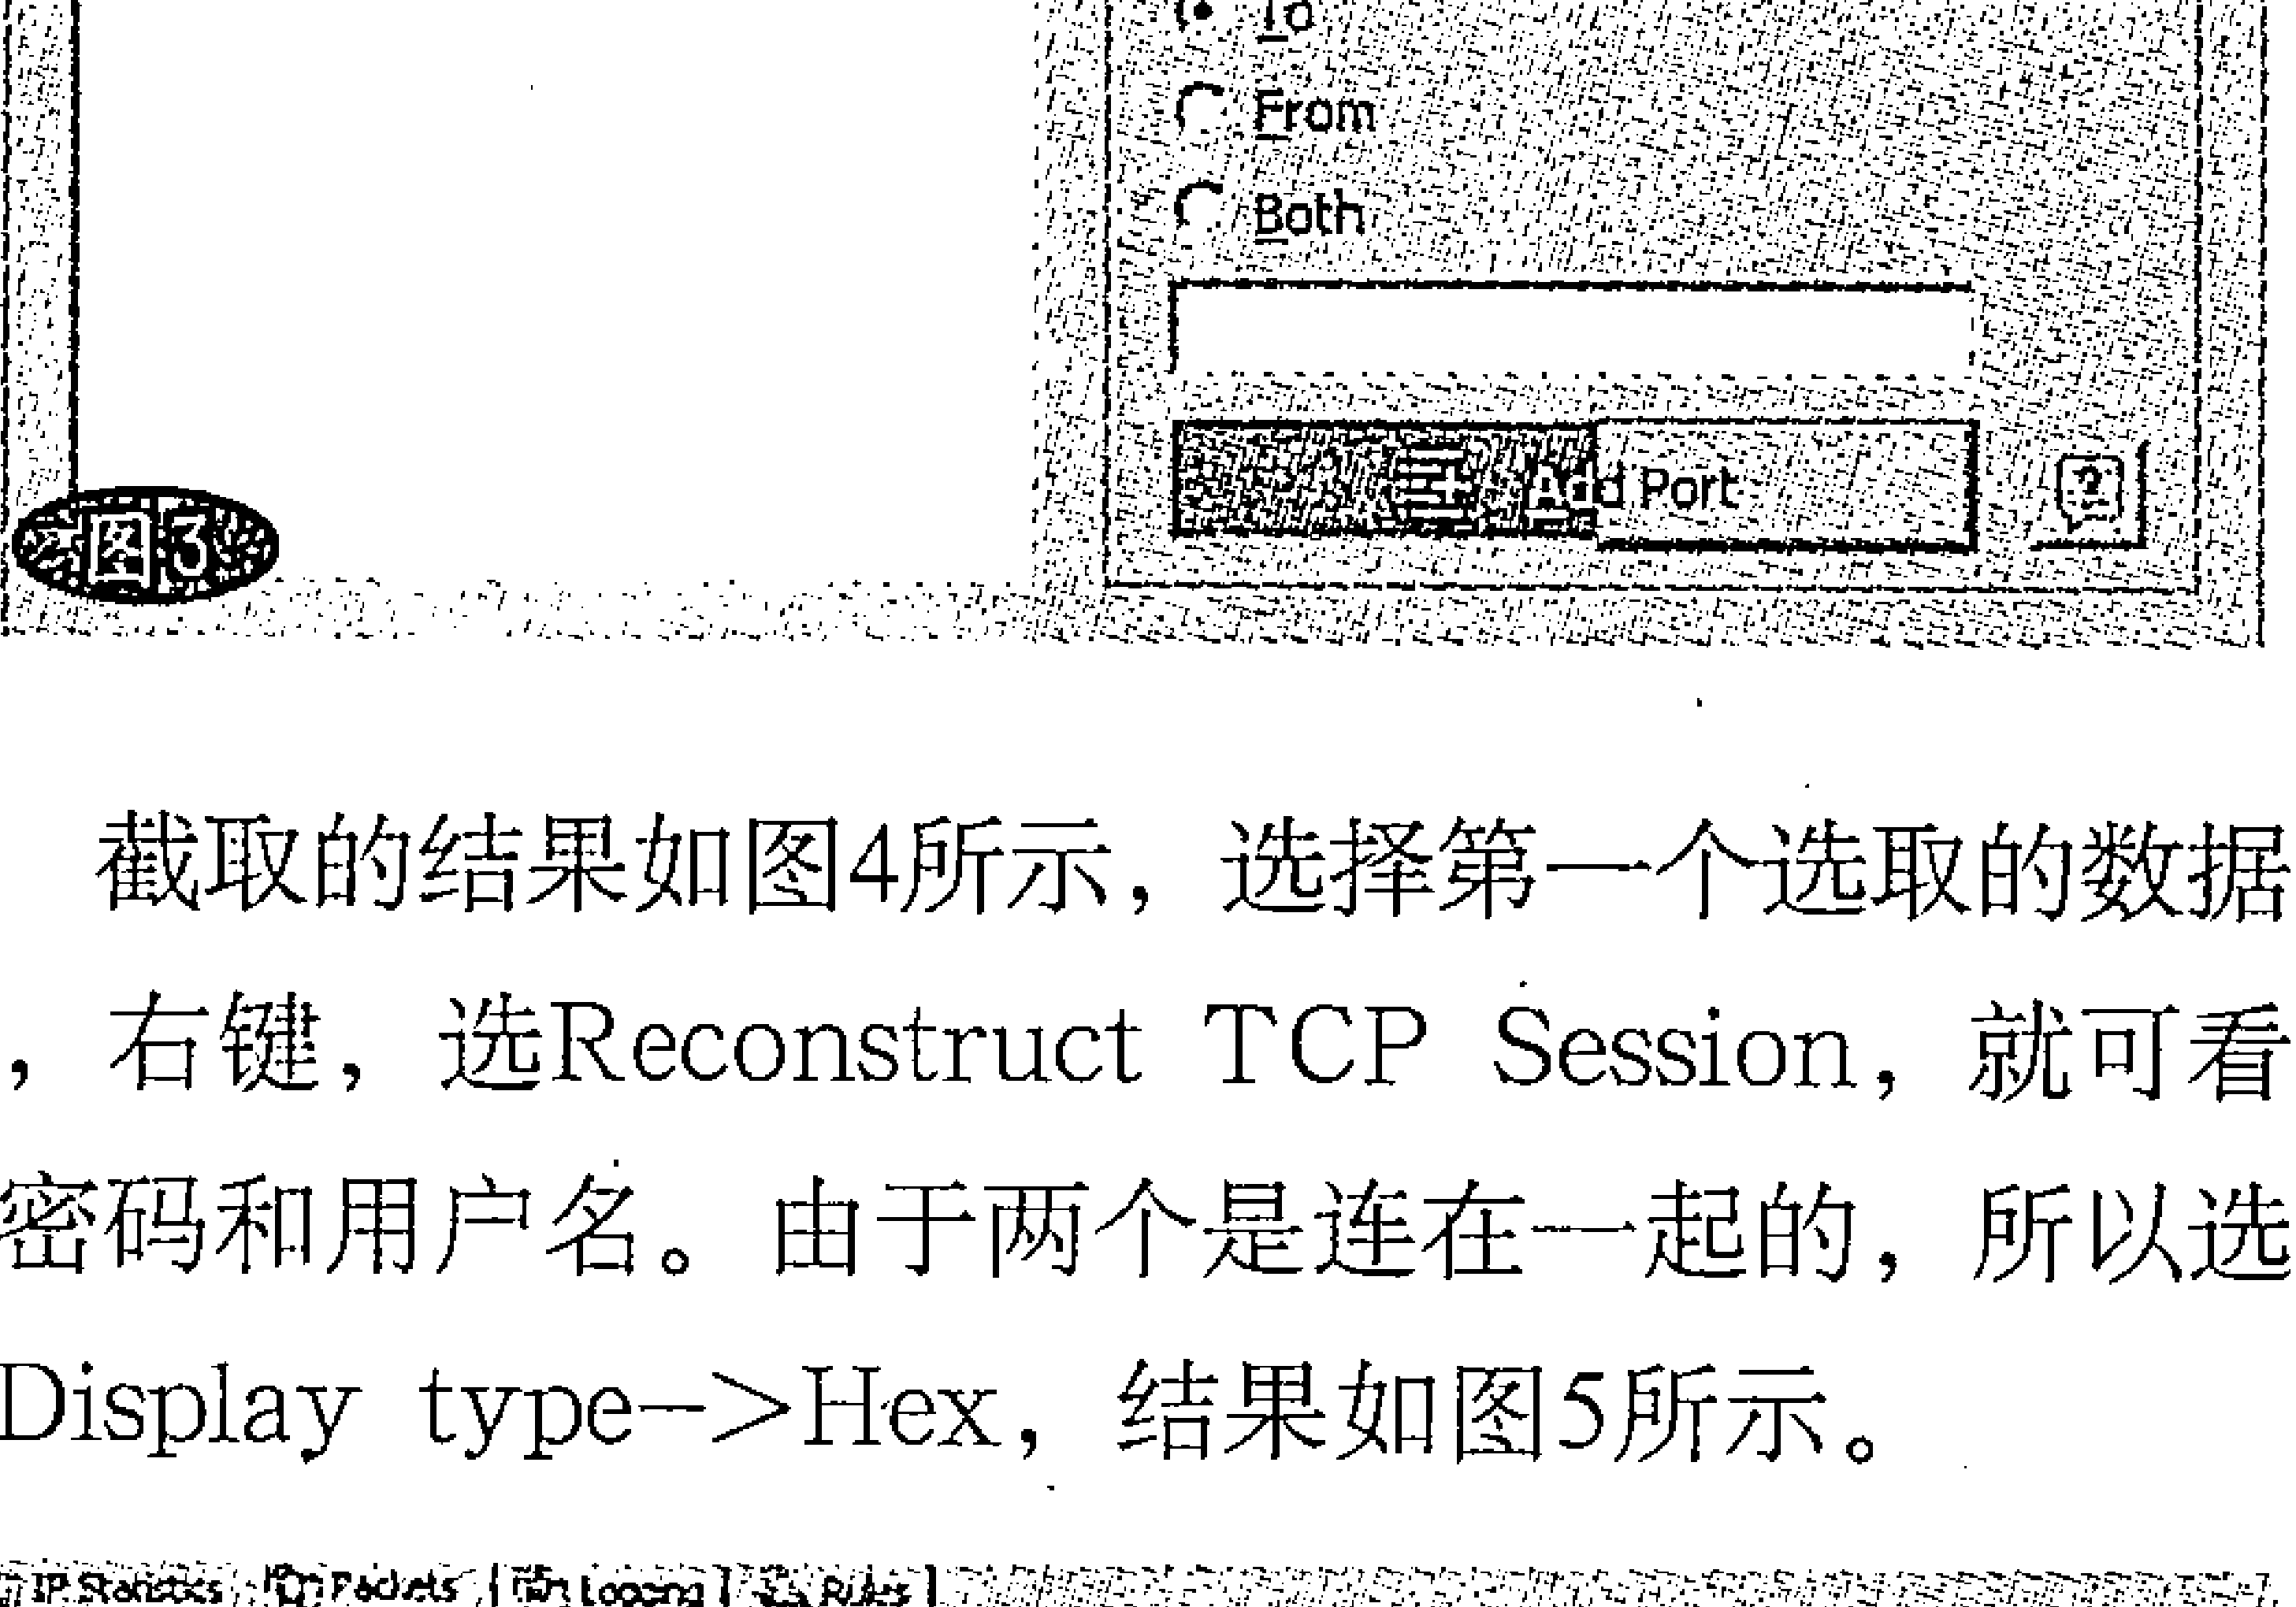 To
From
Both
Add Port
图3
截取的结果如图4所示，选择第一个选取的数据
，右键，选Reconstruct TCP Session，就可看
密码和用户名。由于两个是连在一起的，所以选
Display type->Hex，结果如图5所示。
IP Statistics Packets Logging Rules